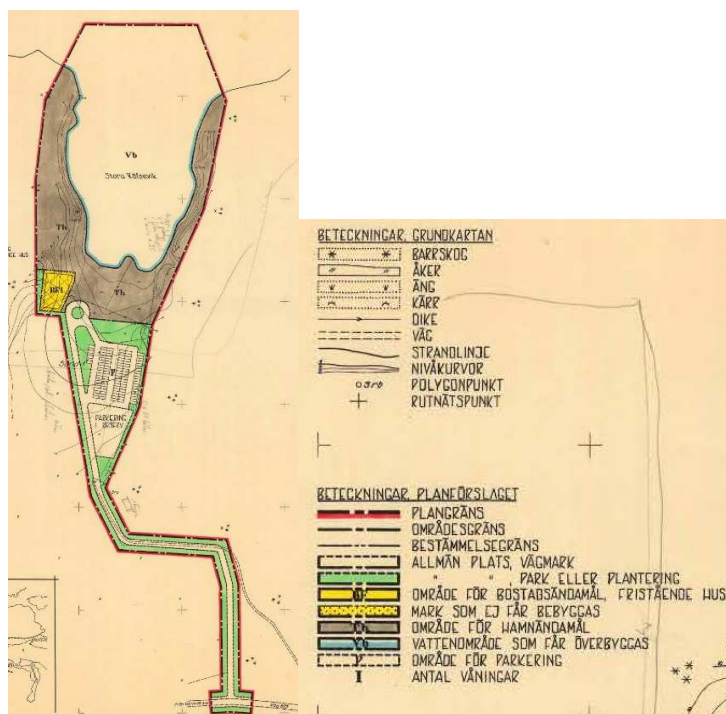 Vb
Th
Th
BFI
P
PARKERING
RESERV
BETECKNINGAR, GRUNDKARTAN
BARRSKOG
ÅKER
ÄNG
KÄRR
DIKE
VÄG
STRANDLINJE
NIVÅKURVOR
POLYGONPUNKT
RUTNÄTSPUNKT
BETECKNINGAR, PLANFÖRSLAGET
PLANGRÄNS
OMRÅDESGRÄNS
BESTÄMMELSEGRÄNS
ALLMÄN PLATS, VÄGMARK
" " , PARK ELLER PLANTERING
OMRÅDE FÖR BOSTADSÄNDAMÅL, FRISTÅENDE HUS
MARK SOM EJ FÅR BEBYGGAS
OMRÅDE FÖR HAMNÄNDAMÅL
Vb VATTENOMRÅDE SOM FÅR ÖVERBYGGAS
P OMRÅDE FÖR PARKERING
I ANTAL VÅNINGAR